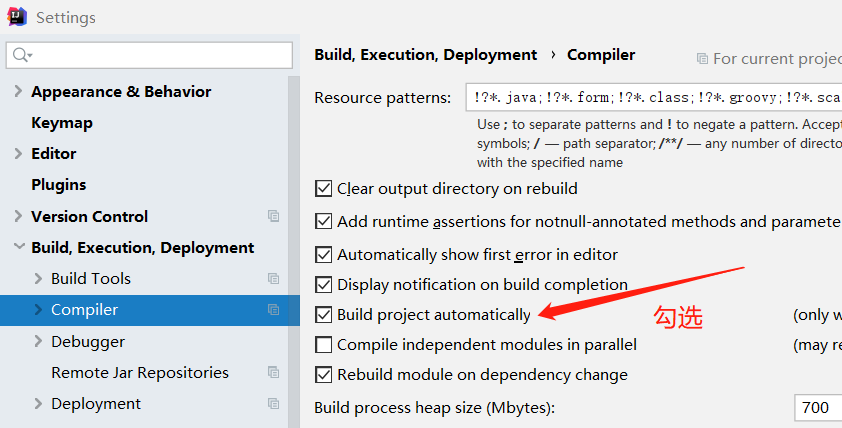 Settings
Appearance & Behavior
Keymap
Editor
Plugins
Version Control
Build, Execution, Deployment
Build Tools
Compiler
Debugger
Remote Jar Repositories
Deployment
Build, Execution, Deployment › Compiler
For current projec
Resource patterns: !?*.java;!?*.form;!?*.class;!?*.groovy;!?*.sca
Use ; to separate patterns and ! to negate a pattern. Accept
symbols; / — path separator; /**/ — any number of directo
with the specified name
Clear output directory on rebuild
Add runtime assertions for notnull-annotated methods and paramete
Automatically show first error in editor
Display notification on build completion
Build project automatically 勾选 (only w
Compile independent modules in parallel (may re
Rebuild module on dependency change
Build process heap size (Mbytes): 700